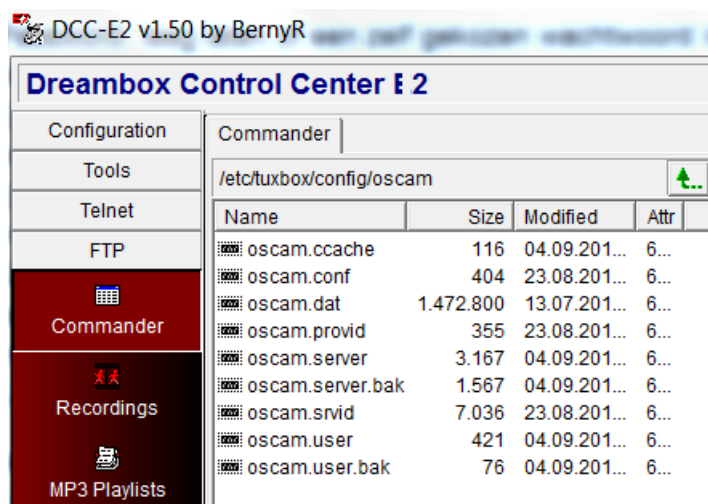 DCC-E2 v1.50 by BernyR
een zelf gekozen wachtwoord
Dreambox Control Center E2
Configuration
Tools
Telnet
FTP
Commander
Recordings
MP3 Playlists
Commander
/etc/tuxbox/config/oscam
Name Size Modified Attr
oscam.ccache 116 04.09.201... 6...
oscam.conf 404 23.08.201... 6...
oscam.dat 1.472.800 13.07.201... 6...
oscam.provid 355 23.08.201... 6...
oscam.server 3.167 04.09.201... 6...
oscam.server.bak 1.567 04.09.201... 6...
oscam.srvid 7.036 23.08.201... 6...
oscam.user 421 04.09.201... 6...
oscam.user.bak 76 04.09.201... 6...